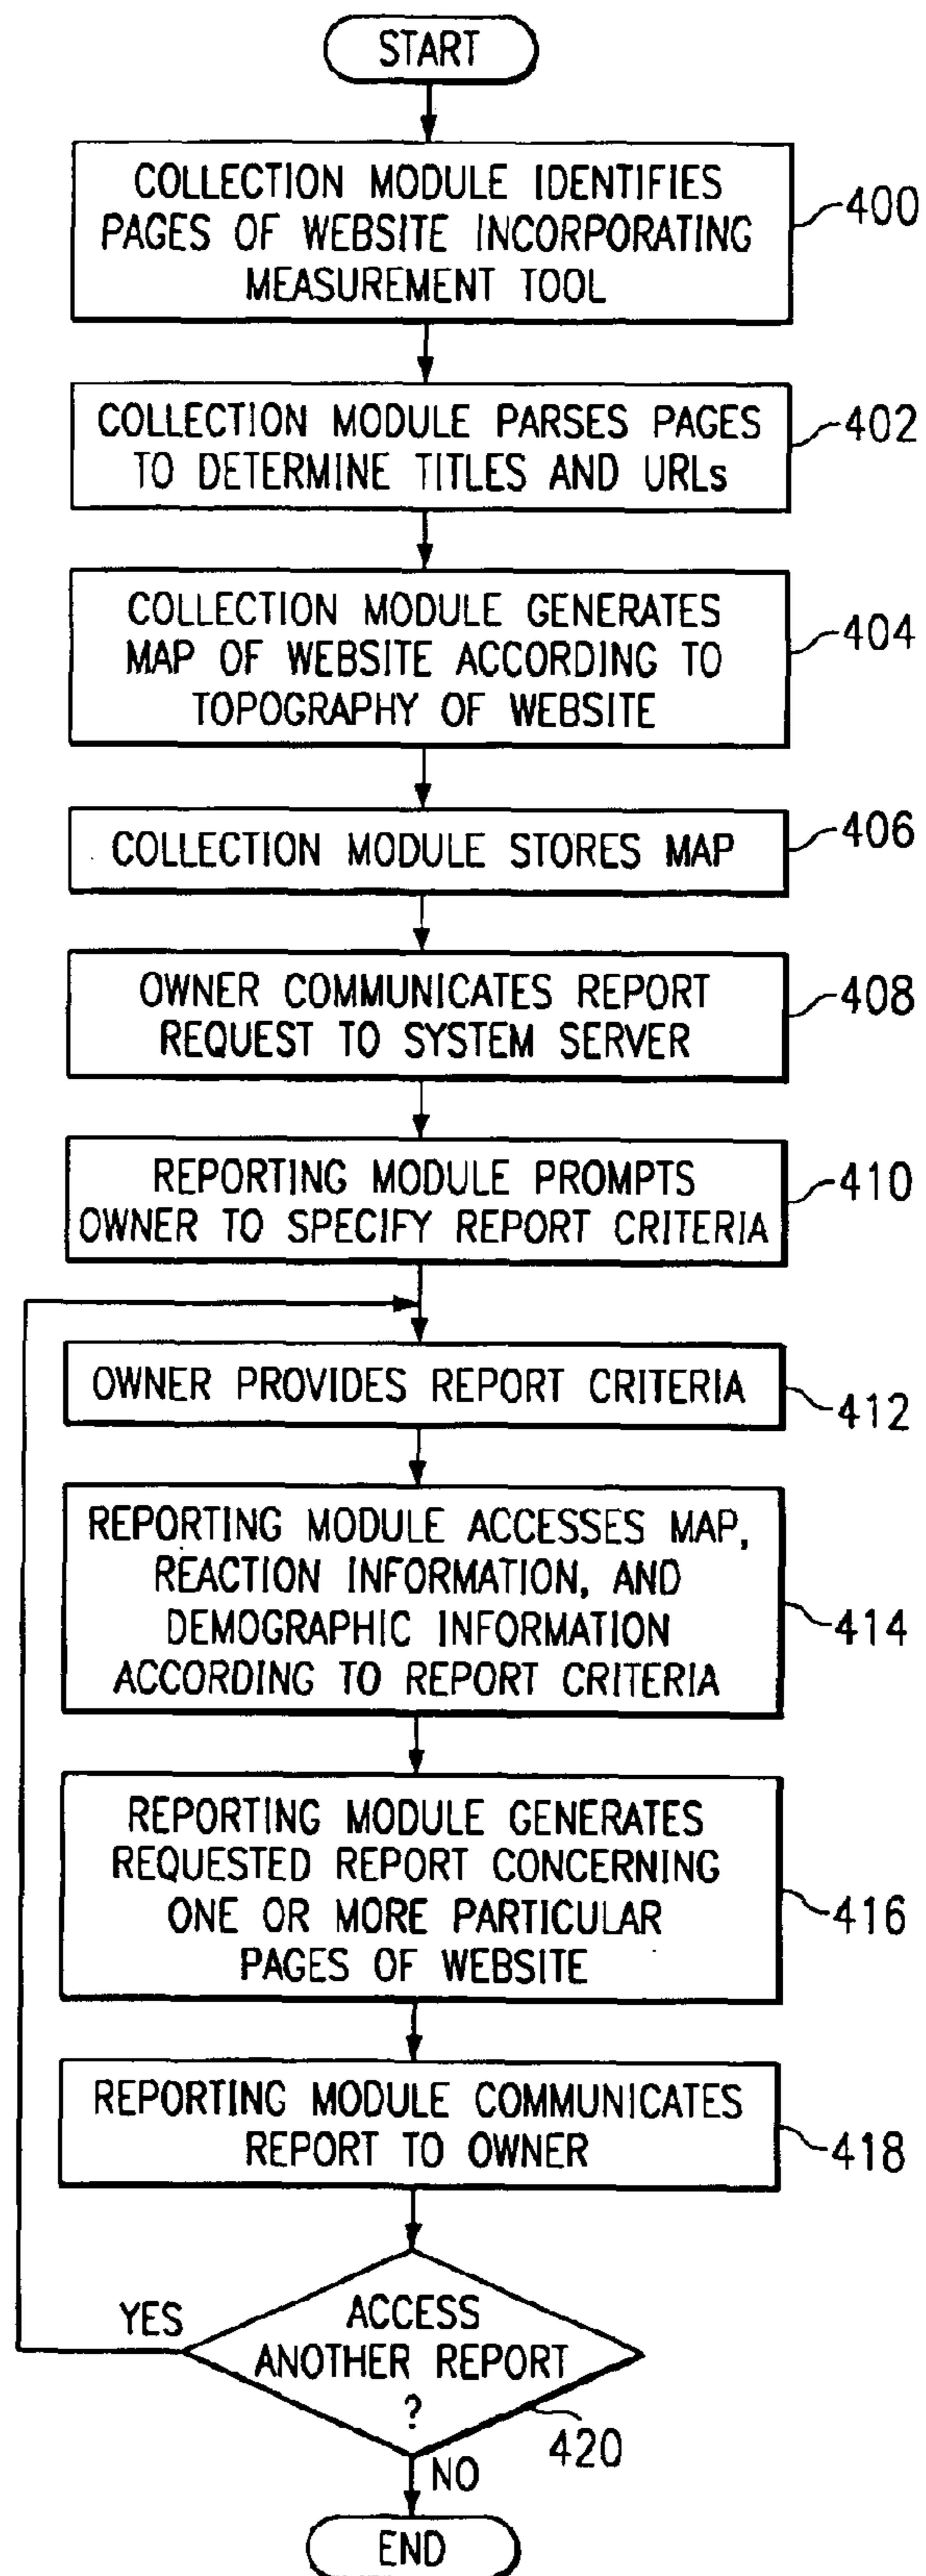 START
COLLECTION MODULE IDENTIFIES
PAGES OF WEBSITE INCORPORATING
MEASUREMENT TOOL
400
COLLECTION MODULE PARSES PAGES
TO DETERMINE TITLES AND URLs
402
COLLECTION MODULE GENERATES
MAP OF WEBSITE ACCORDING TO
TOPOGRAPHY OF WEBSITE
404
COLLECTION MODULE STORES MAP
406
OWNER COMMUNICATES REPORT
REQUEST TO SYSTEM SERVER
408
REPORTING MODULE PROMPTS
OWNER TO SPECIFY REPORT CRITERIA
410
OWNER PROVIDES REPORT CRITERIA
412
REPORTING MODULE ACCESSES MAP,
REACTION INFORMATION, AND
DEMOGRAPHIC INFORMATION
ACCORDING TO REPORT CRITERIA
414
REPORTING MODULE GENERATES
REQUESTED REPORT CONCERNING
ONE OR MORE PARTICULAR
PAGES OF WEBSITE
416
REPORTING MODULE COMMUNICATES
REPORT TO OWNER
418
YES
ACCESS
ANOTHER REPORT
?
420
NO
END